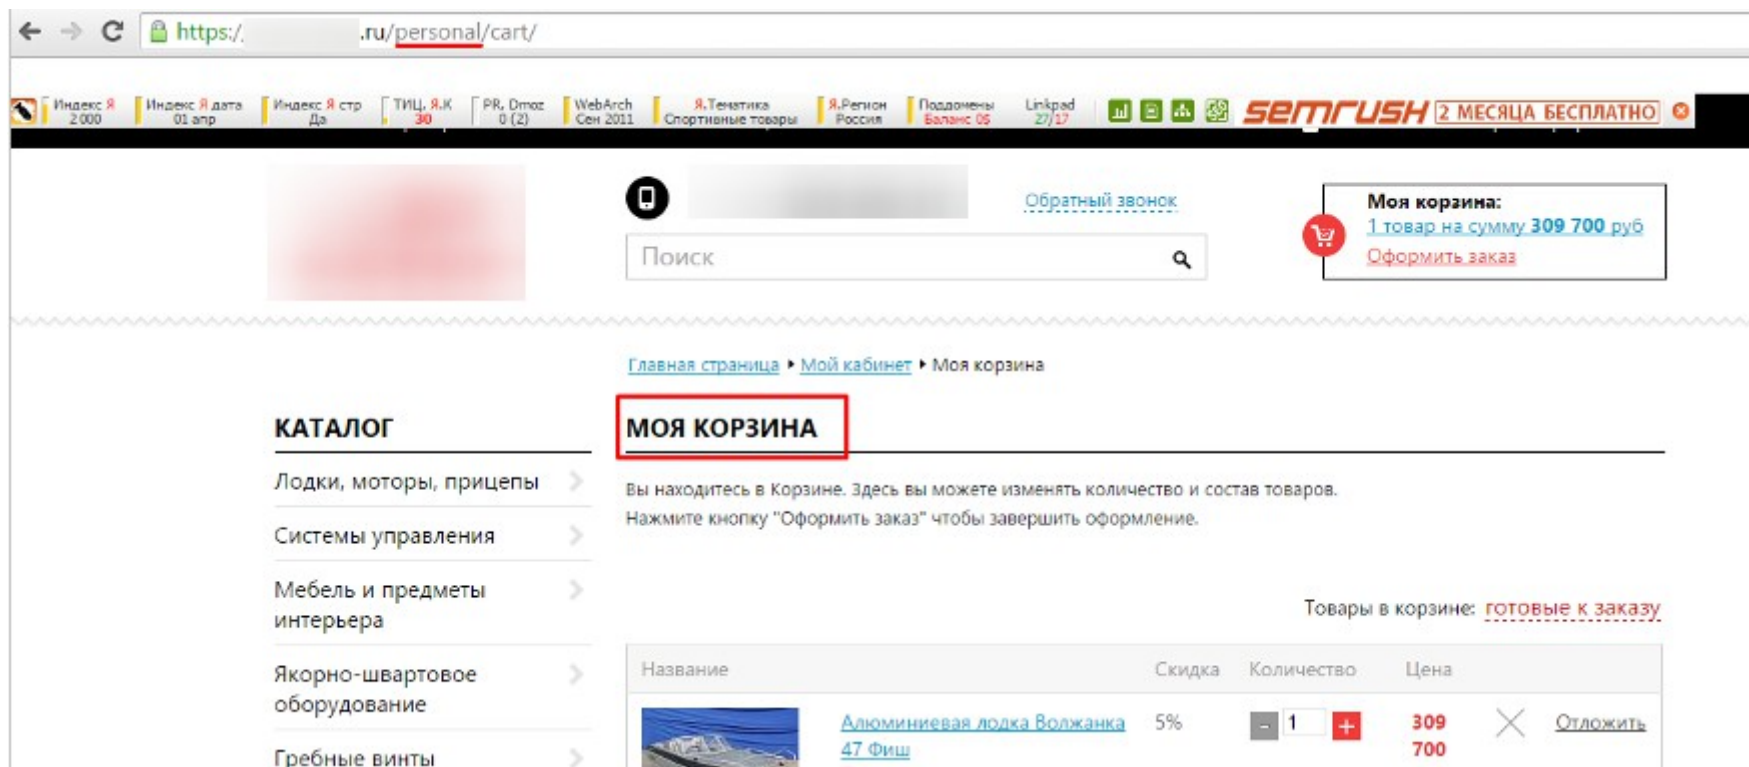 https:/
.ru/personal/cart/
Индекс Я
2 000
Индекс Я дата
01 апр
Индекс Я стр
Да
ТИЦ, Я.К
30
PR, Dmoz
0 (2)
WebArch
Сен 2011
Я.Тематика
Спортивные товары
Я.Регион
Россия
Поддомены
Баланс 0$
Linkpad
27/17
SEMrush 2 МЕСЯЦА БЕСПЛАТНО
Обратный звонок
Моя корзина:
1 товар на сумму 309 700 руб
Оформить заказ
Поиск
Главная страница ▸ Мой кабинет ▸ Моя корзина
КАТАЛОГ
Лодки, моторы, прицепы
Системы управления
Мебель и предметы
интерьера
Якорно-швартовое
оборудование
Гребные винты
МОЯ КОРЗИНА
Вы находитесь в Корзине. Здесь вы можете изменять количество и состав товаров.
Нажмите кнопку "Оформить заказ" чтобы завершить оформление.
Товары в корзине: готовые к заказу
Название Скидка Количество Цена
Алюминиевая лодка Волжанка
47 Фиш
5%
- 1 +
309
700
Отложить